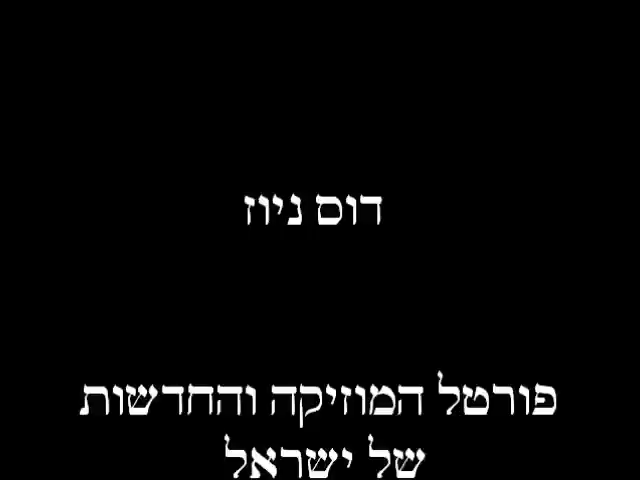 דוס ניוז
פורטל המוזיקה והחדשות
של ישראל